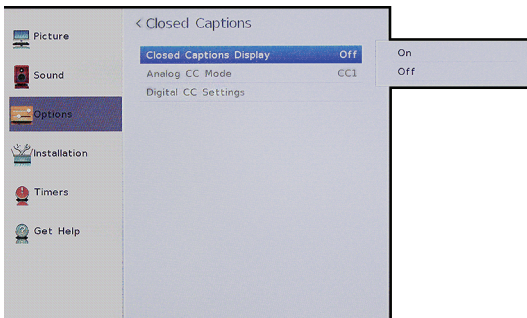 Picture
Sound
Options
Installation
Timers
Get Help
< Closed Captions
Closed Captions Display Off
Analog CC Mode CC1
Digital CC Settings
On
Off